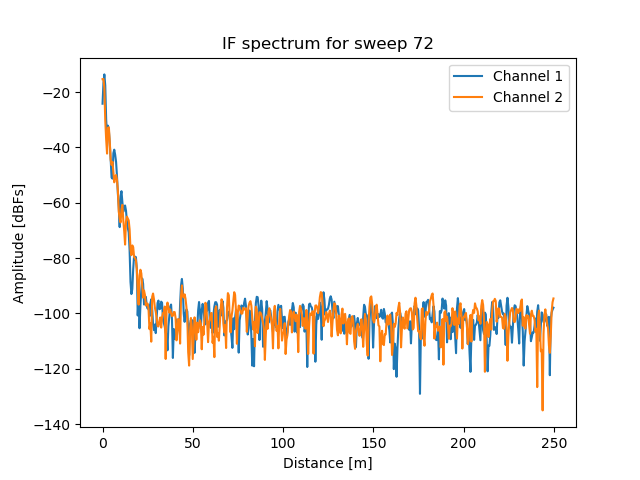 IF spectrum for sweep 72
Channel 1
Channel 2
Amplitude [dBFs]
−20
−40
−60
−80
−100
−120
−140
0 50 100 150 200 250
Distance [m]